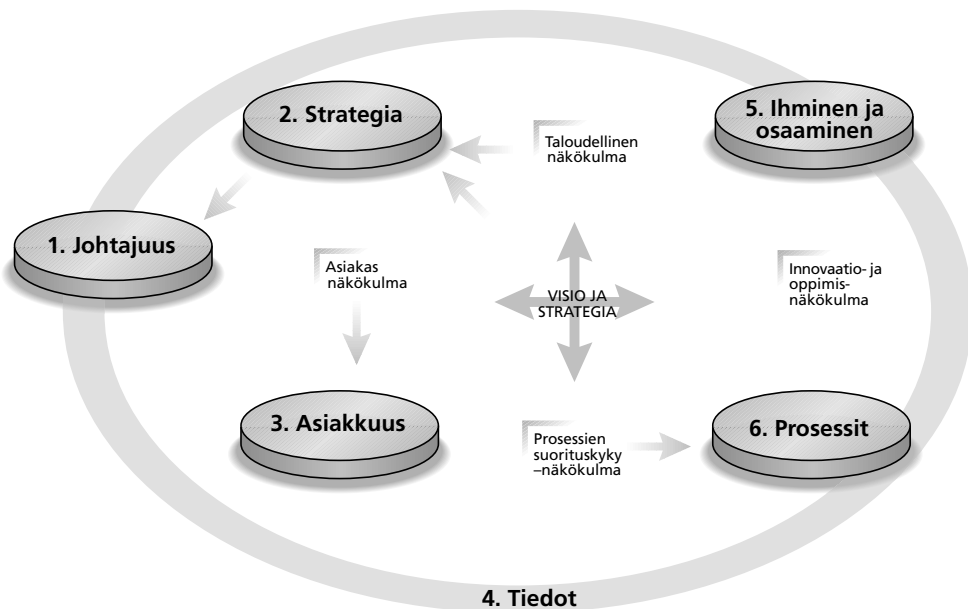 2. Strategia
5. Ihminen ja
osaaminen
Taloudellinen
näkökulma
1. Johtajuus
Asiakas
näkökulma
VISIO JA
STRATEGIA
Innovaatio- ja
oppimis-
näkökulma
3. Asiakkuus
Prosessien
suorituskyky
–näkökulma
6. Prosessit
4. Tiedot